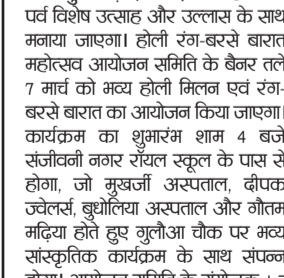 पर्व विशेष उत्साह और उल्लास के साथ
मनाया जाएगा। होली रंग-बरसे बारात
महोत्सव आयोजन समिति के बैनर तले
7 मार्च को भव्य होली मिलन एवं रंग-
बरसे बारात का आयोजन किया जाएगा।
कार्यक्रम का शुभारंभ शाम 4 बजे
संजीवनी नगर रॉयल स्कूल के पास से
होगा, जो मुखर्जी अस्पताल, दीपक
ज्वेलर्स, बुधोलिया अस्पताल और गौतम
मढ़िया होते हुए गुलौआ चौक पर भव्य
सांस्कृतिक कार्यक्रम के साथ संपन्न